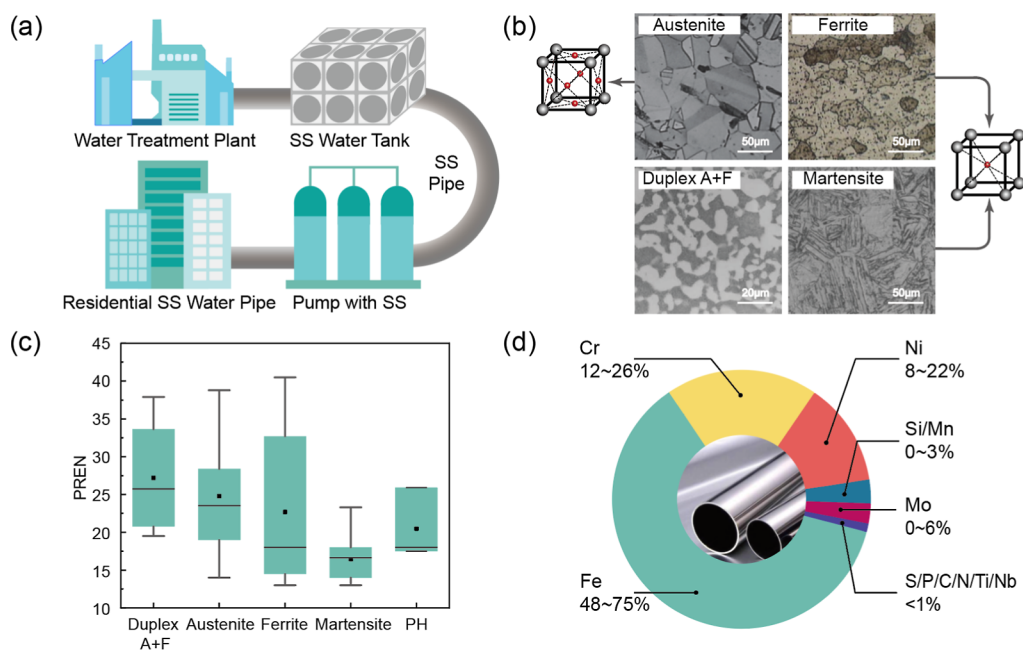 (a)
Water Treatment Plant
SS Water Tank
SS
Pipe
Residential SS Water Pipe
Pump with SS
(b)
Austenite
Ferrite
50μm
50μm
Duplex A+F
Martensite
20μm
50μm
(c)
PREN
45
40
35
30
25
20
15
10
Duplex
A+F
Austenite
Ferrite
Martensite
PH
(d)
Cr
12~26%
Ni
8~22%
Si/Mn
0~3%
Mo
0~6%
S/P/C/N/Ti/Nb
<1%
Fe
48~75%